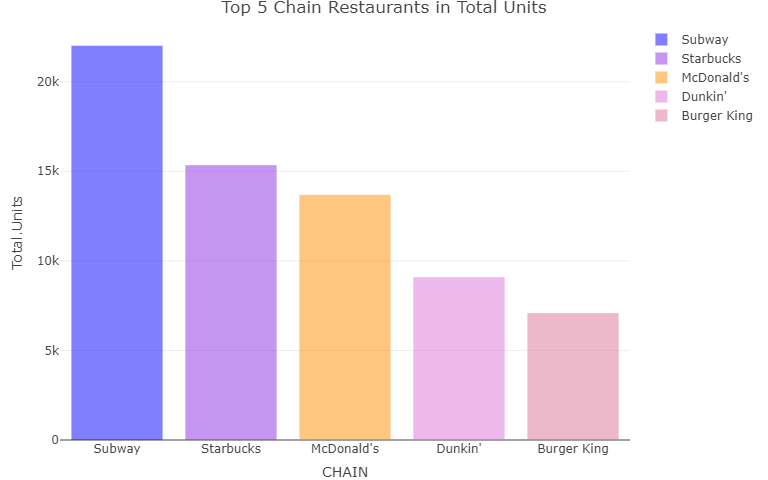 Top 5 Chain Restaurants in Total Units
Subway
Starbucks
McDonald's
Dunkin'
Burger King
20k
15k
10k
5k
0
Total.Units
Subway
Starbucks
McDonald's
Dunkin'
Burger King
CHAIN